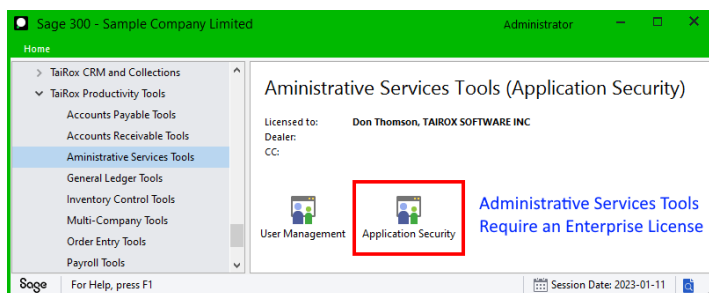 Sage 300 - Sample Company Limited
Administrator
Home
TaiRox CRM and Collections
TaiRox Productivity Tools
Accounts Payable Tools
Accounts Receivable Tools
Aministrative Services Tools
General Ledger Tools
Inventory Control Tools
Multi-Company Tools
Order Entry Tools
Payroll Tools
Aministrative Services Tools (Application Security)
Licensed to: Don Thomson, TAIROX SOFTWARE INC
Dealer:
CC:
User Management
Application Security
Administrative Services Tools
Require an Enterprise License
Sage
For Help, press F1
Session Date: 2023-01-11